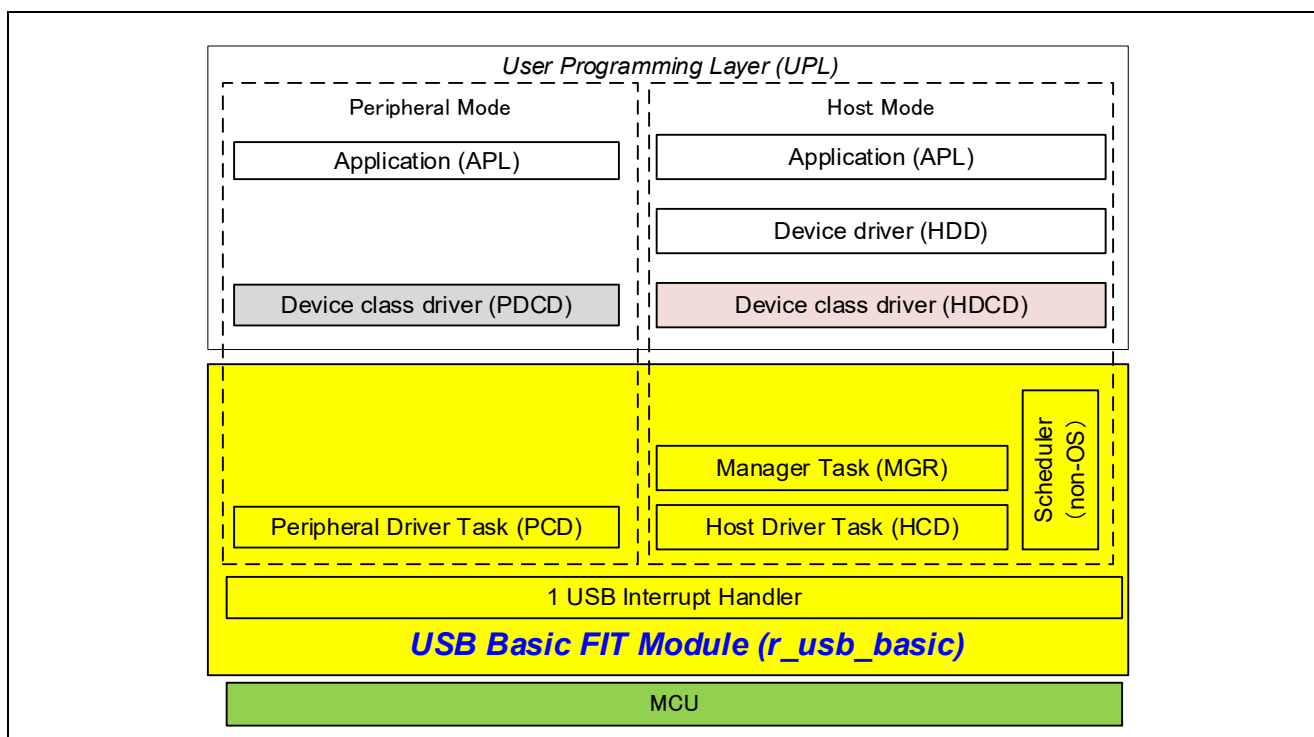 User Programming Layer (UPL)
Peripheral Mode
Host Mode
Application (APL)
Application (APL)
Device driver (HDD)
Device class driver (PDCD)
Device class driver (HDCD)
Scheduler
(non-OS)
Manager Task (MGR)
Peripheral Driver Task (PCD)
Host Driver Task (HCD)
1 USB Interrupt Handler
USB Basic FIT Module (r_usb_basic)
MCU